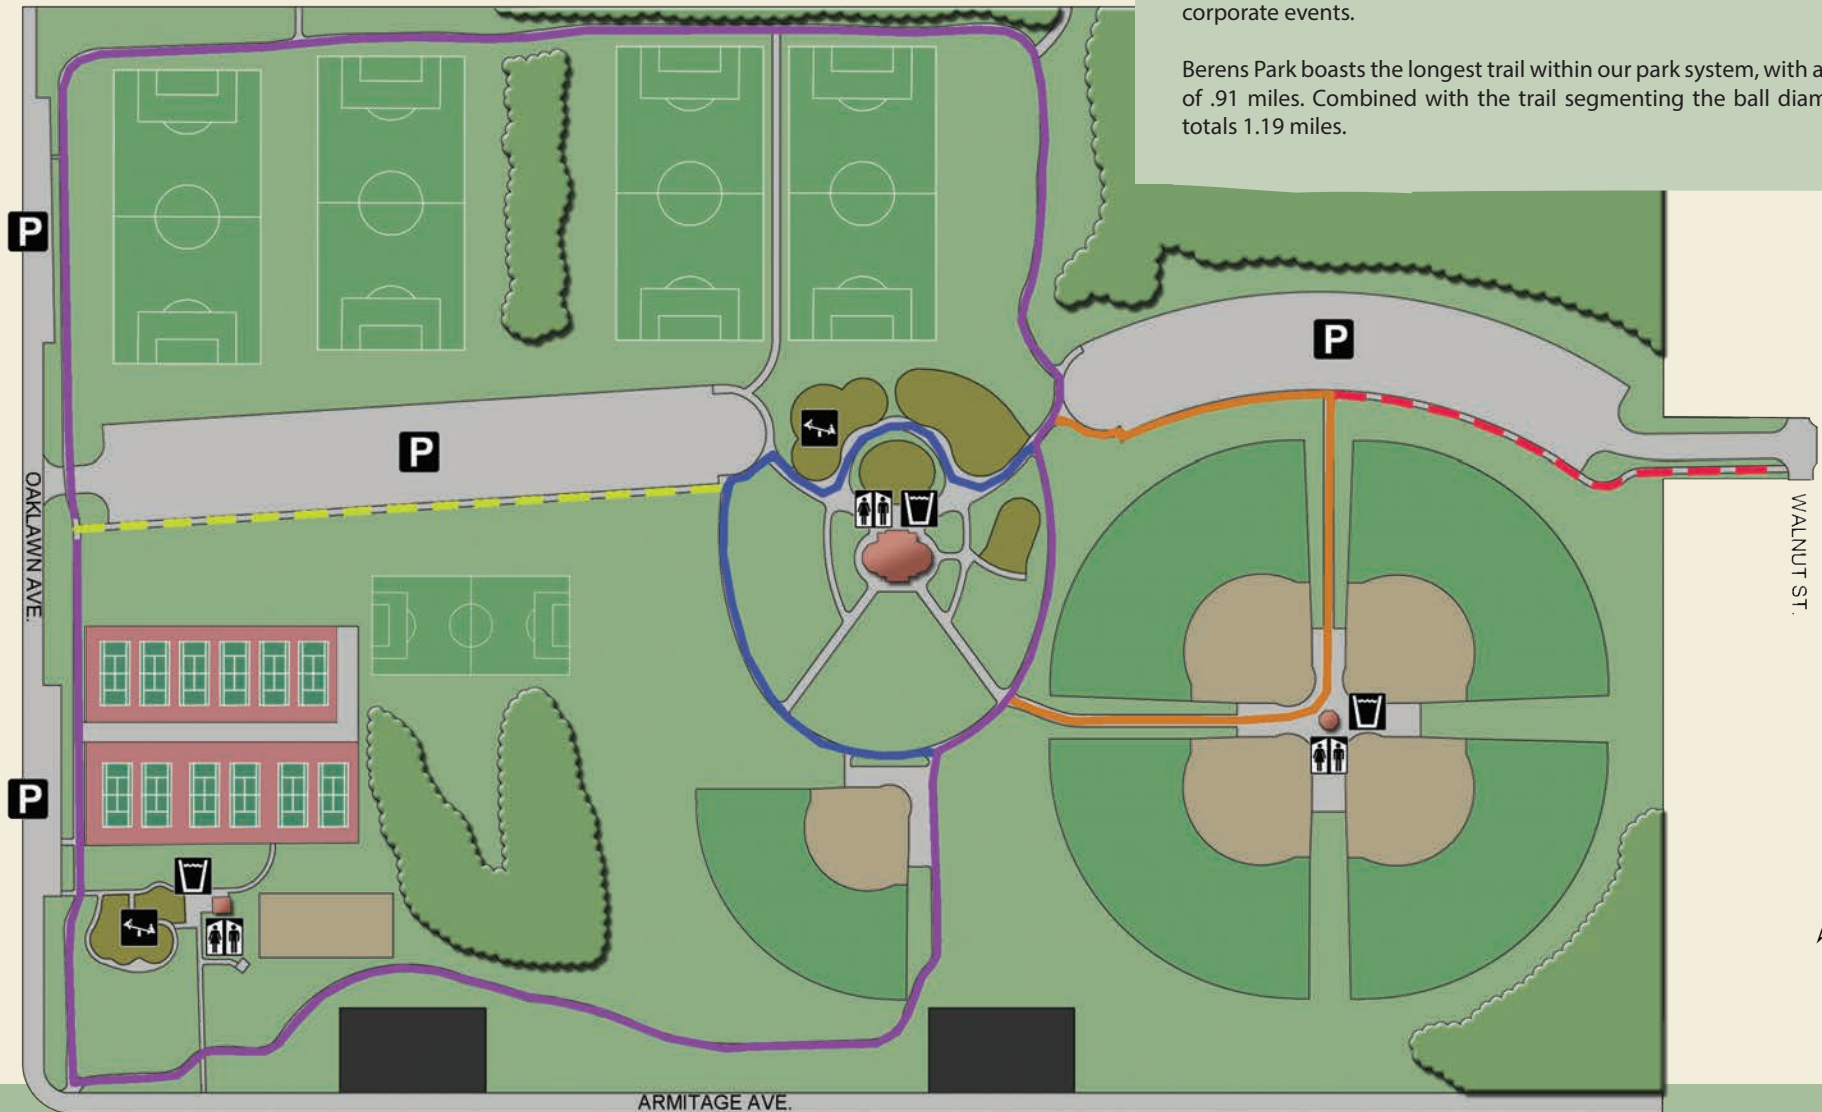 corporate events.
Berens Park boasts the longest trail within our park system, with a
of .91 miles. Combined with the trail segmenting the ball diam
totals 1.19 miles.
P
P
P
OAKLAWN AVE.
WALNUT ST.
P
ARMITAGE AVE.